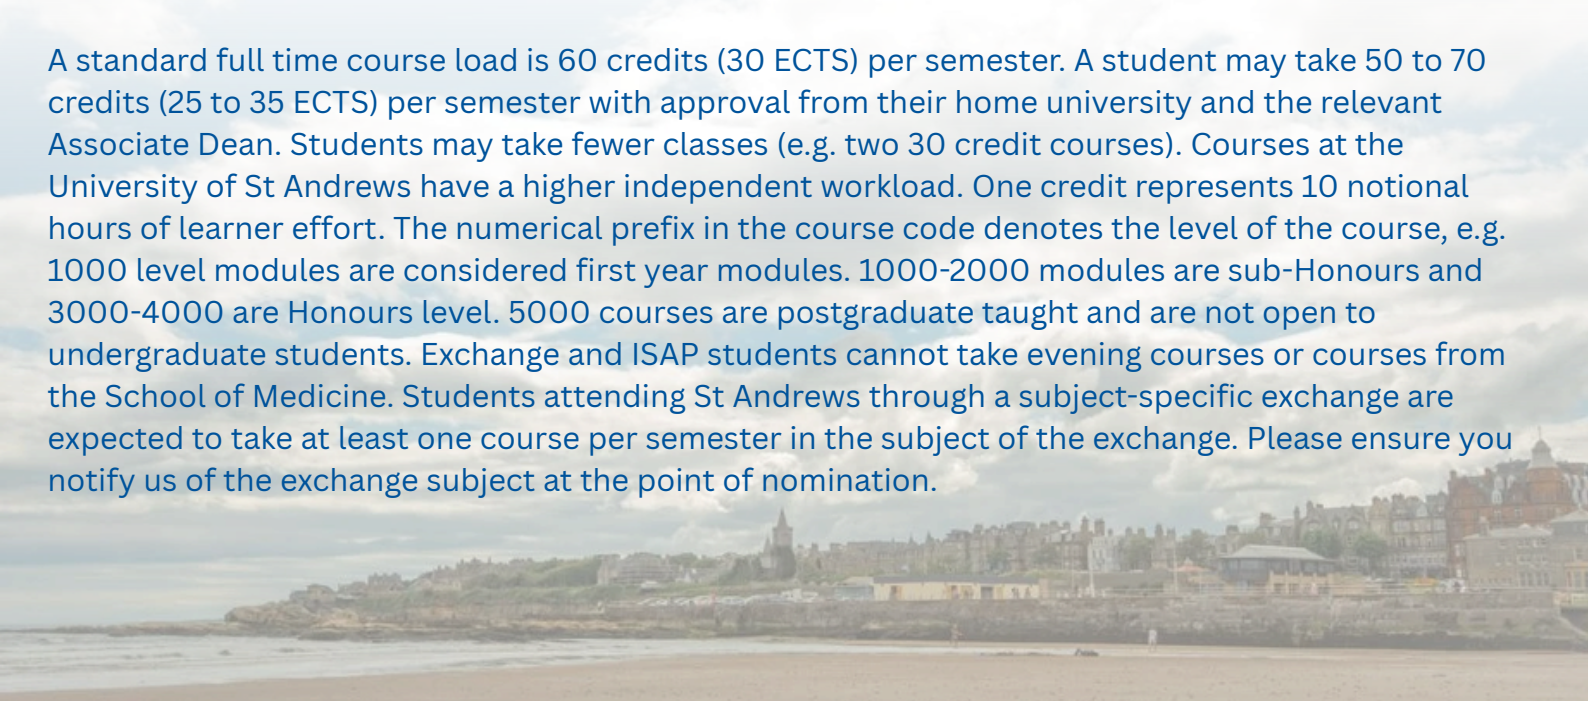 A standard full time course load is 60 credits (30 ECTS) per semester. A student may take 50 to 70
credits (25 to 35 ECTS) per semester with approval from their home university and the relevant
Associate Dean. Students may take fewer classes (e.g. two 30 credit courses). Courses at the
University of St Andrews have a higher independent workload. One credit represents 10 notional
hours of learner effort. The numerical prefix in the course code denotes the level of the course, e.g.
1000 level modules are considered first year modules. 1000-2000 modules are sub-Honours and
3000-4000 are Honours level. 5000 courses are postgraduate taught and are not open to
undergraduate students. Exchange and ISAP students cannot take evening courses or courses from
the School of Medicine. Students attending St Andrews through a subject-specific exchange are
expected to take at least one course per semester in the subject of the exchange. Please ensure you
notify us of the exchange subject at the point of nomination.